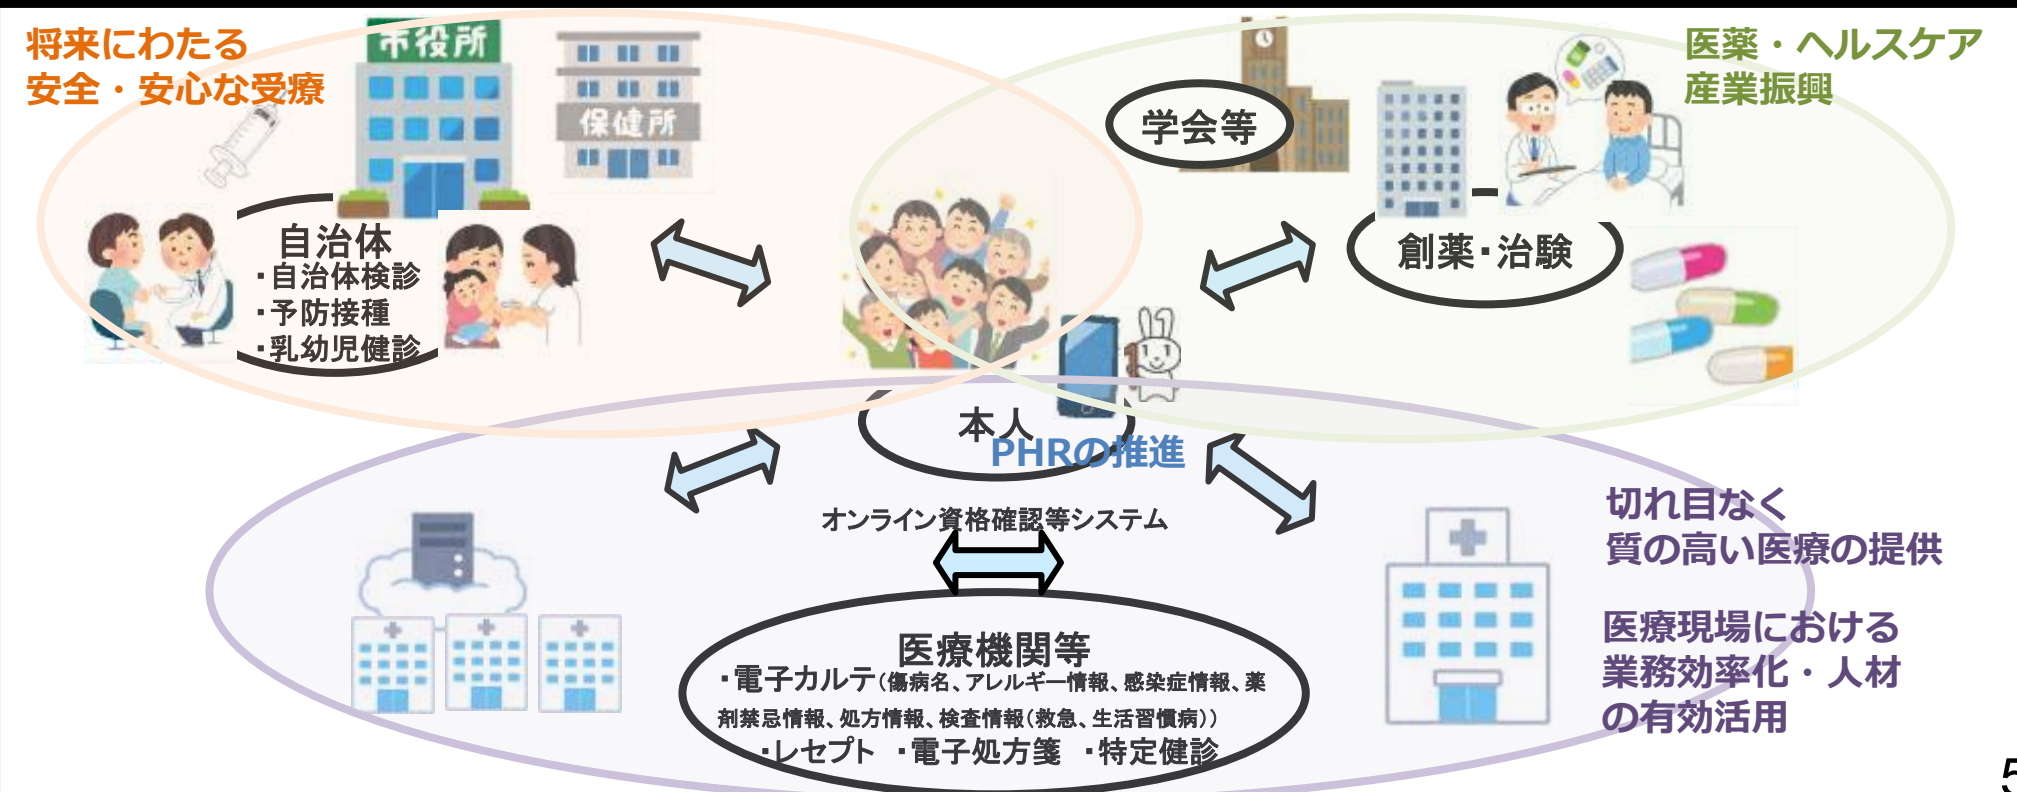 将来にわたる
安全・安心な受療
市役所
保健所
自治体
・自治体検診
・予防接種
・乳幼児健診
医薬・ヘルスケア
産業振興
学会等
創薬・治験
本人
PHRの推進
オンライン資格確認等システム
医療機関等
・電子カルテ(傷病名、アレルギー情報、感染症情報、薬
剤禁忌情報、処方情報、検査情報(救急、生活習慣病))
・レセプト ・電子処方箋 ・特定健診
切れ目なく
質の高い医療の提供
医療現場における
業務効率化・人材
の有効活用
5